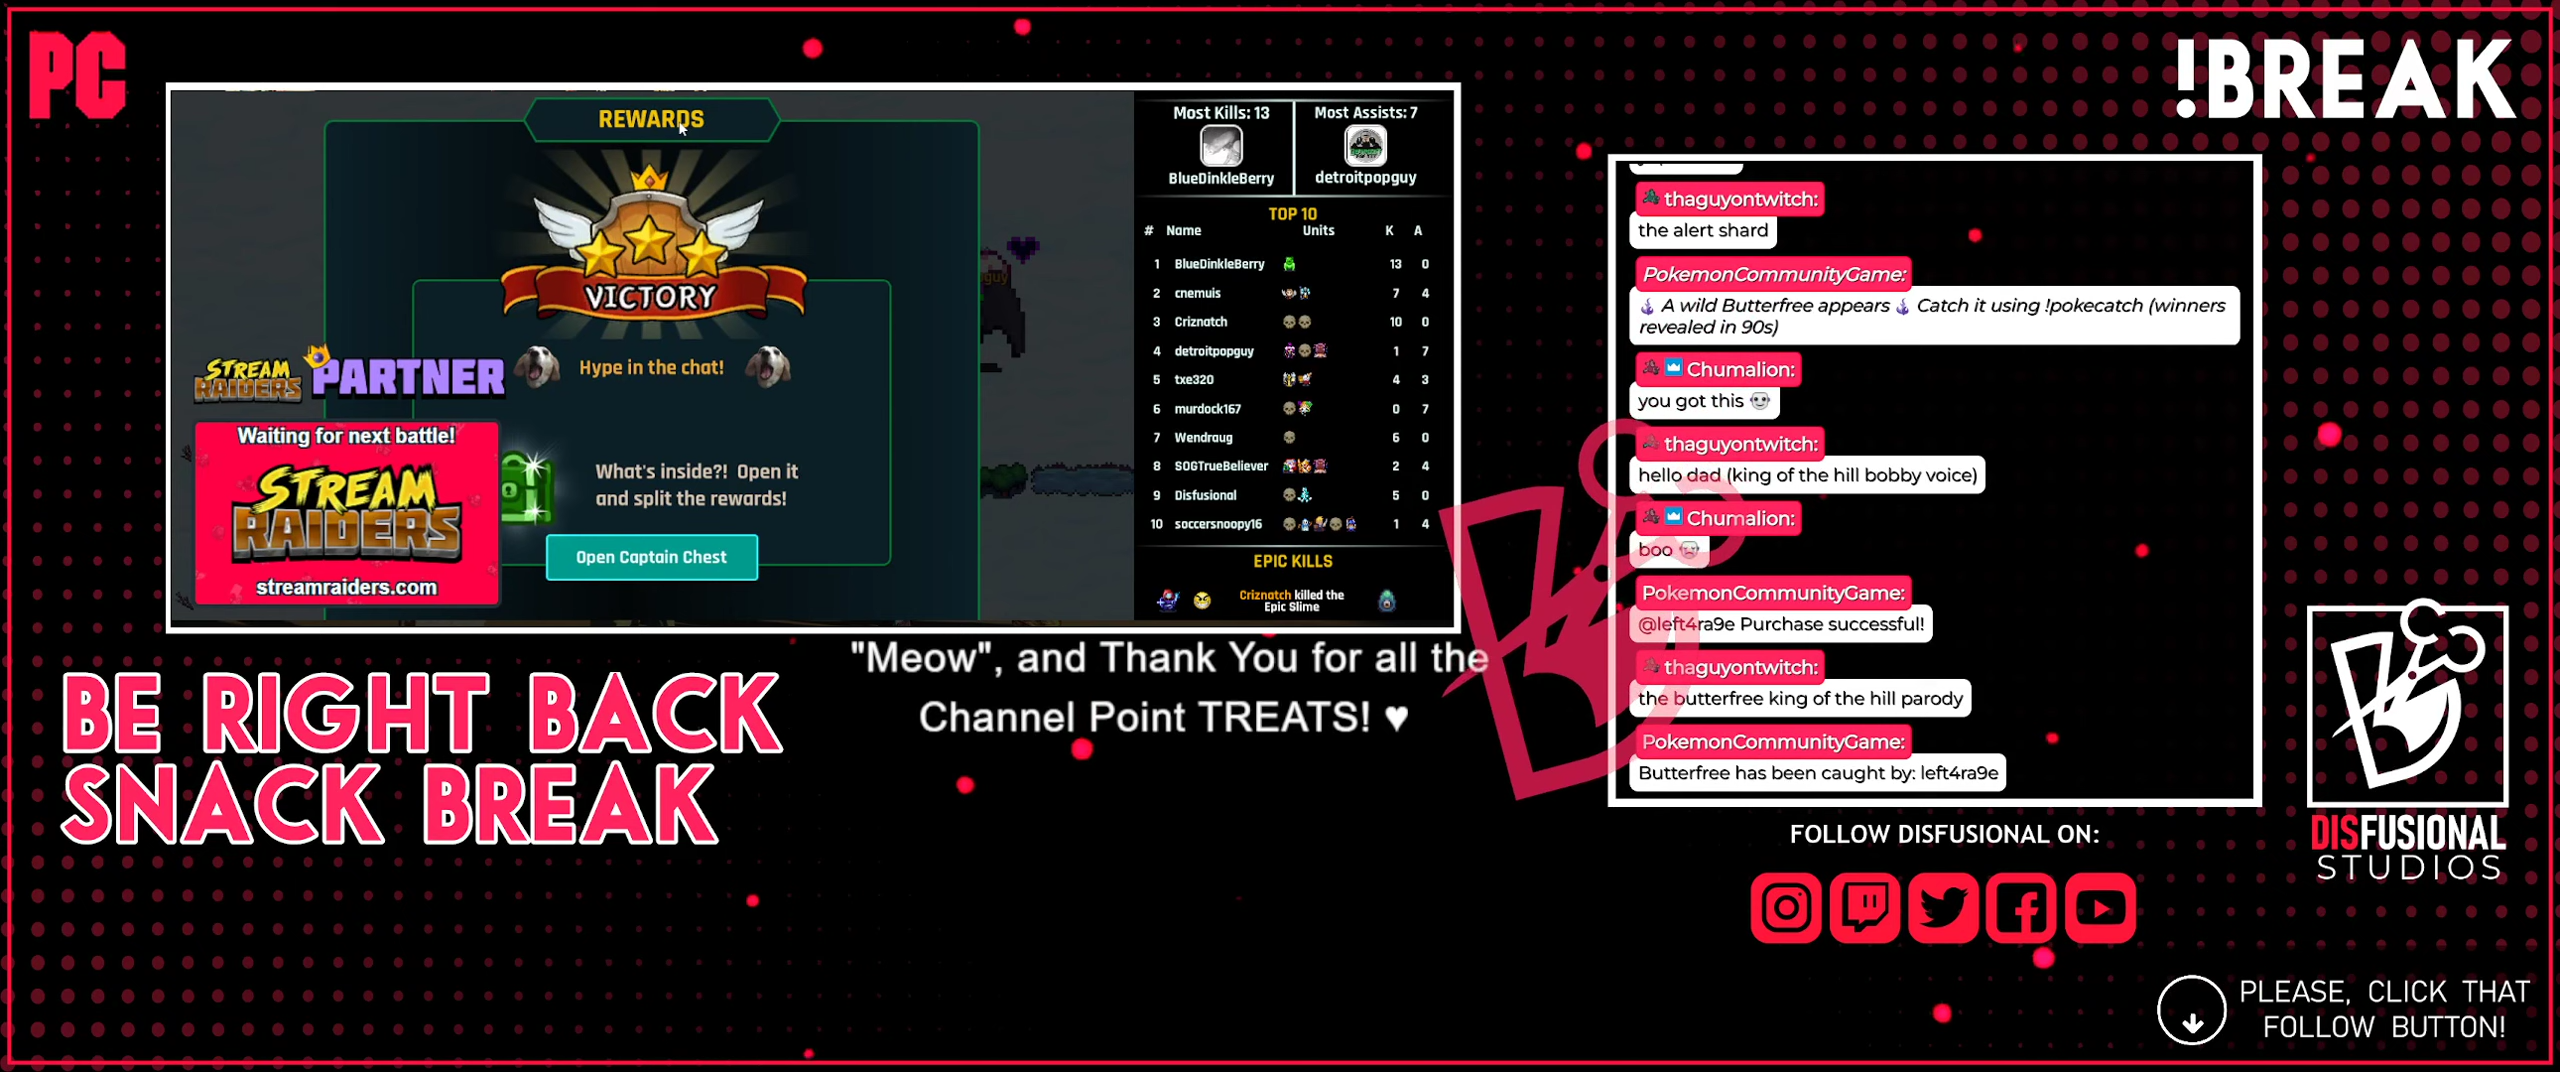 PC
!BREAK
REWARDS
VICTORY
Hype in the chat!
STREAM
RAIDERS
PARTNER
Waiting for next battle!
STREAM
RAIDERS
streamraiders.com
What's inside?! Open it
and split the rewards!
Open Captain Chest
Most Kills: 13
BlueDinkleBerry
Most Assists: 7
detroitpopguy
TOP 10
# Name Units K A
1 BlueDinkleBerry 13 0
2 cnemuis 7 4
3 Criznatch 10 0
4 detroitpopguy 1 7
5 txe320 4 3
6 murdock167 0 7
7 Wendraug 6 0
8 SOGTrueBeliever 2 4
9 Disfusional 5 0
10 soccersnoopy16 1 4
EPIC KILLS
Criznatch killed the
Epic Slime
"Meow", and Thank You for all the
Channel Point TREATS! ♥
BE RIGHT BACK
SNACK BREAK
thaguyontwitch:
the alert shard
PokemonCommunityGame:
A wild Butterfree appears Catch it using !pokecatch (winners
revealed in 90s)
Chumalion:
you got this
thaguyontwitch:
hello dad (king of the hill bobby voice)
Chumalion:
boo
PokemonCommunityGame:
@left4ra9e Purchase successful!
thaguyontwitch:
the butterfree king of the hill parody
PokemonCommunityGame:
Butterfree has been caught by: left4ra9e
FOLLOW DISFUSIONAL ON:
DISFUSIONAL
STUDIOS
PLEASE, CLICK THAT
FOLLOW BUTTON!